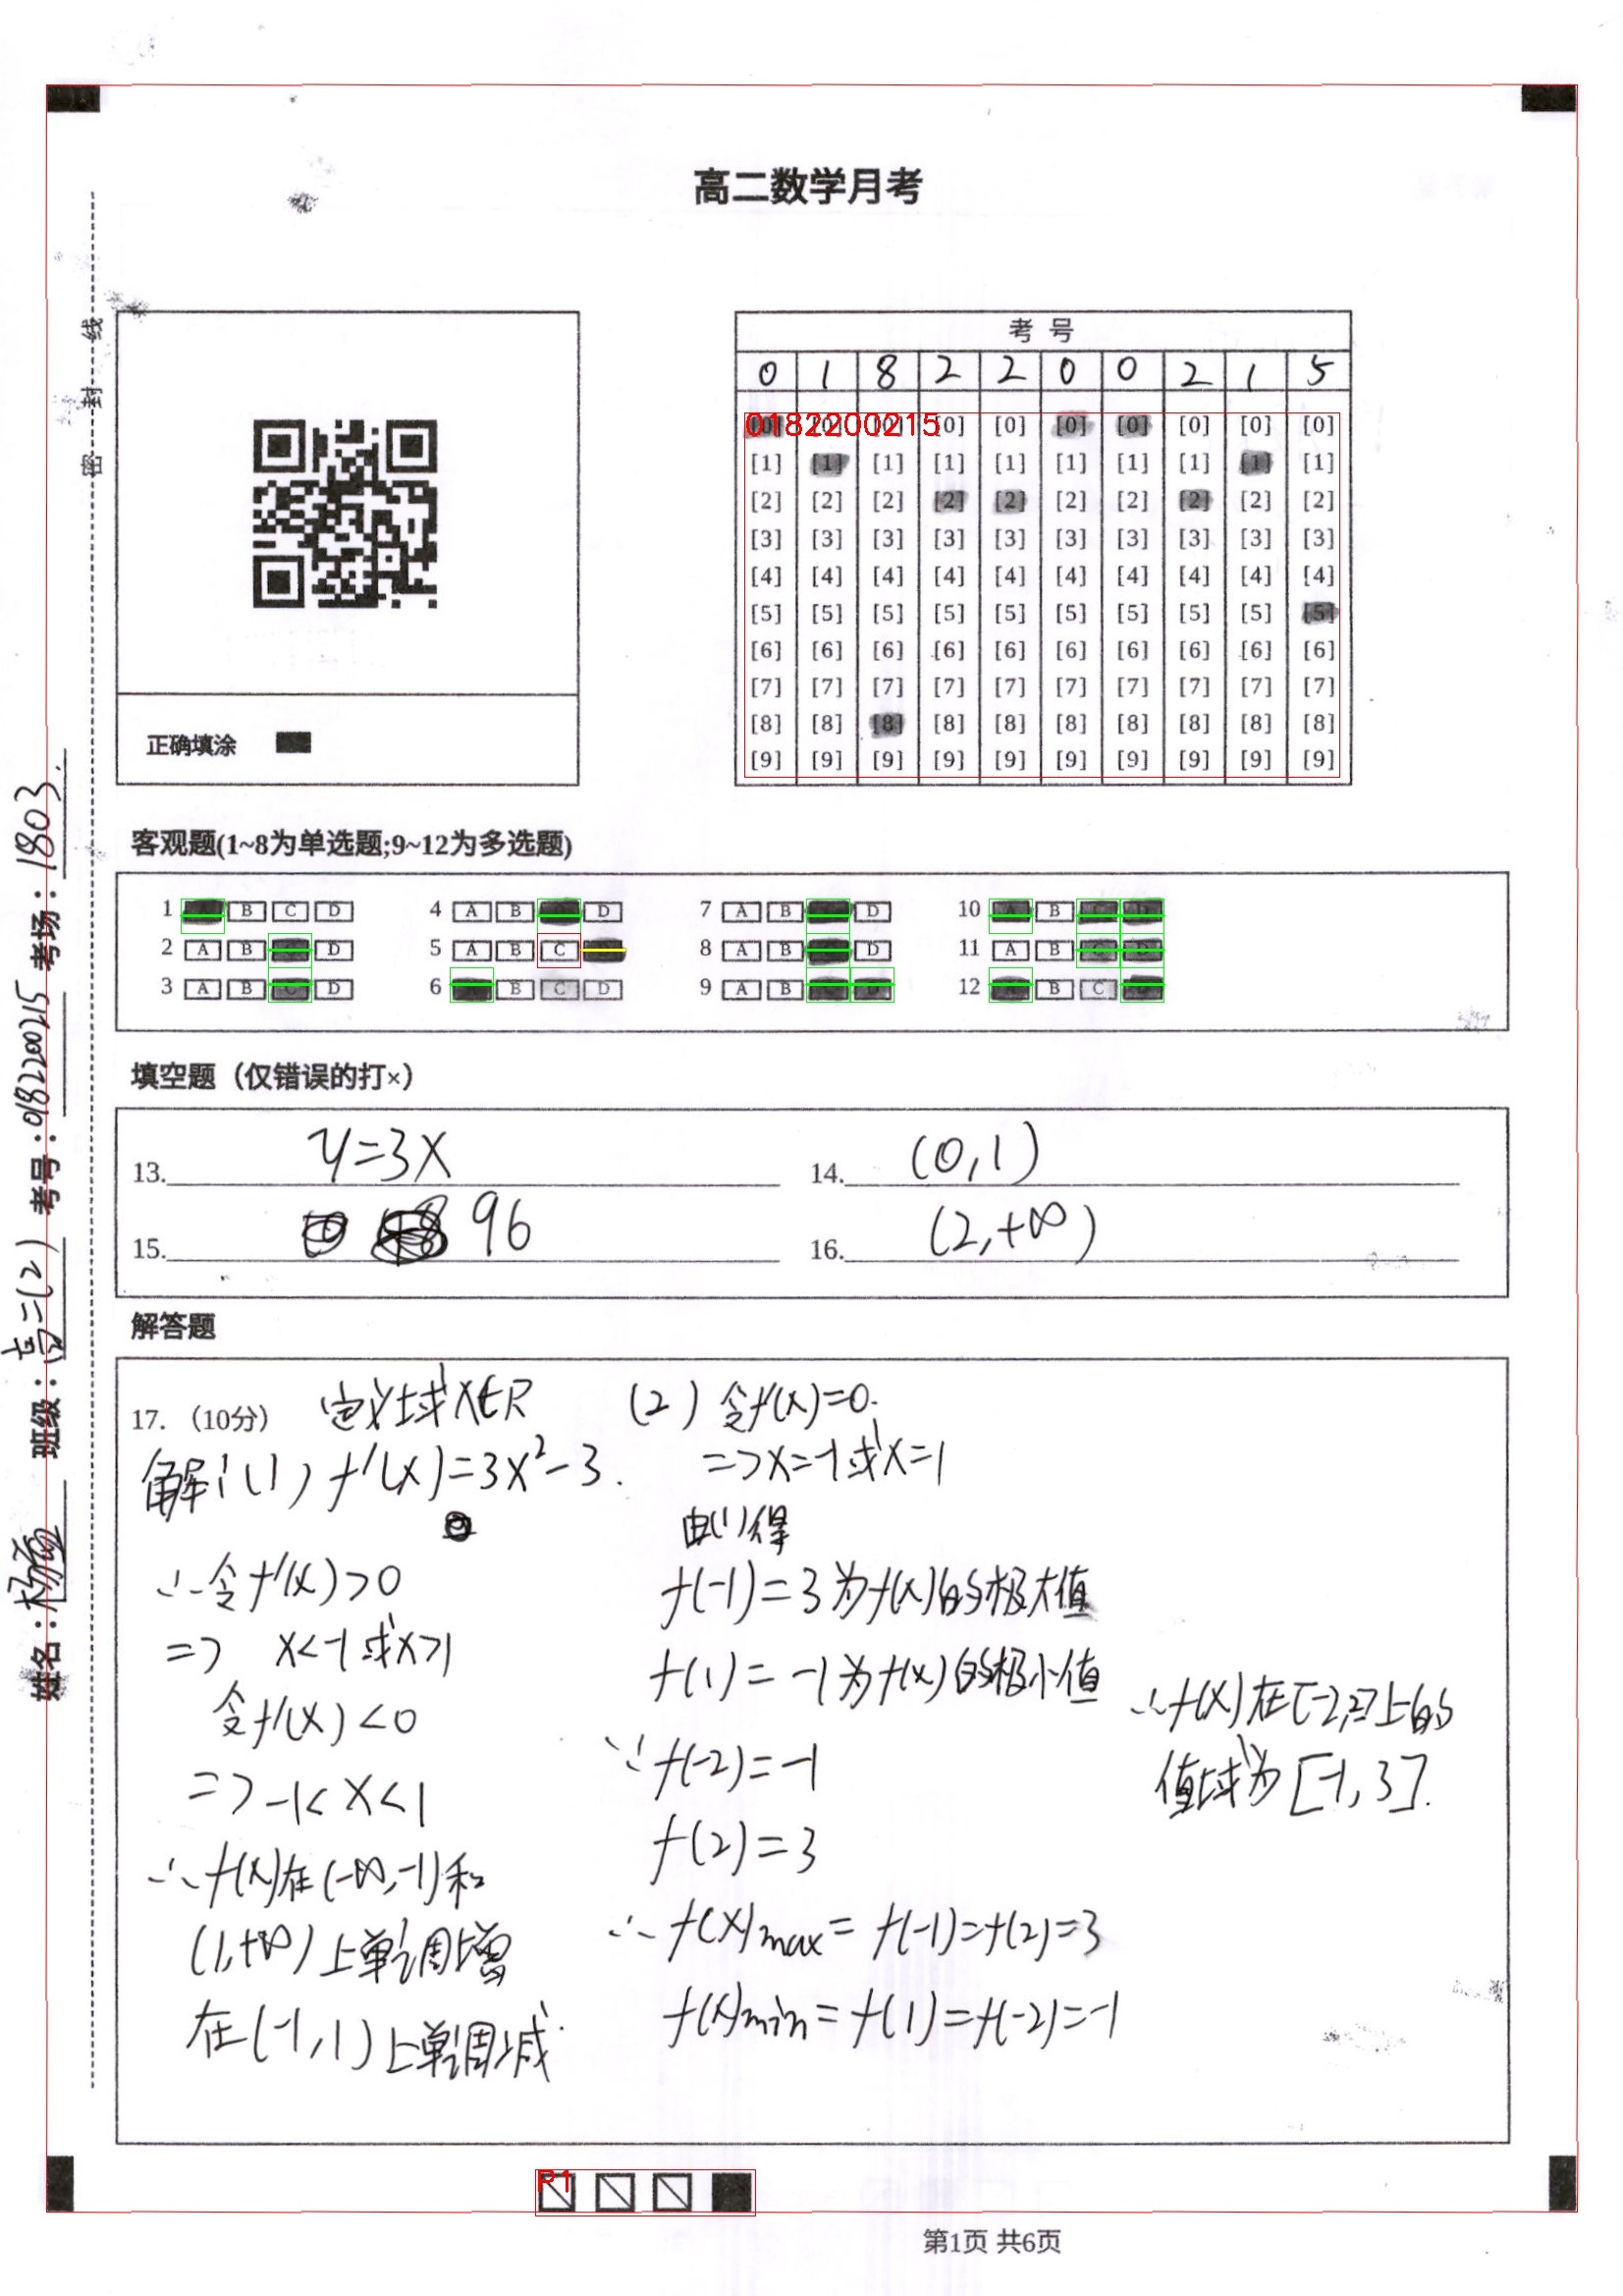 高二数学月考
线
封
密
姓名：杨 班级：高二(2) 考号：0182200215 考场：1803.
正确填涂
考号
0 1 8 2 2 0 0 2 1 5
0182200215
[0] [0] [0] [0] [0] [0] [0] [0] [0] [0]
[1] [1] [1] [1] [1] [1] [1] [1] [1] [1]
[2] [2] [2] [2] [2] [2] [2] [2] [2] [2]
[3] [3] [3] [3] [3] [3] [3] [3] [3] [3]
[4] [4] [4] [4] [4] [4] [4] [4] [4] [4]
[5] [5] [5] [5] [5] [5] [5] [5] [5] [5]
[6] [6] [6] [6] [6] [6] [6] [6] [6] [6]
[7] [7] [7] [7] [7] [7] [7] [7] [7] [7]
[8] [8] [8] [8] [8] [8] [8] [8] [8] [8]
[9] [9] [9] [9] [9] [9] [9] [9] [9] [9]
客观题(1~8为单选题;9~12为多选题)
1 A B C D 4 A B C D 7 A B C D 10 A B C D
2 A B C D 5 A B C D 8 A B C D 11 A B C D
3 A B C D 6 A B C D 9 A B C D 12 A B C D
填空题（仅错误的打×）
13. y=3x 14. (0,1)
15. 96 16. (2,+∞)
解答题
17.（10分） 定义域x∈R
解：(1) f'(x)=3x²-3.
∴令f'(x)>0
=> x<-1或x>1
令f'(x)<0
=>-1<x<1
∴f(x)在(-∞,-1)和
(1,+∞)上单调增
在(-1,1)上单调减.
(2) 令f'(x)=0.
=>x=-1或x=1
由(1)得
f(-1)=3为f(x)的极大值
f(1)=-1为f(x)的极小值
∵f(-2)=-1
f(2)=3
∴f(x)max=f(-1)=f(2)=3
f(x)min=f(1)=f(-2)=-1
∴f(x)在[-2,2]上的
值域为[-1,3].
P1
第1页 共6页